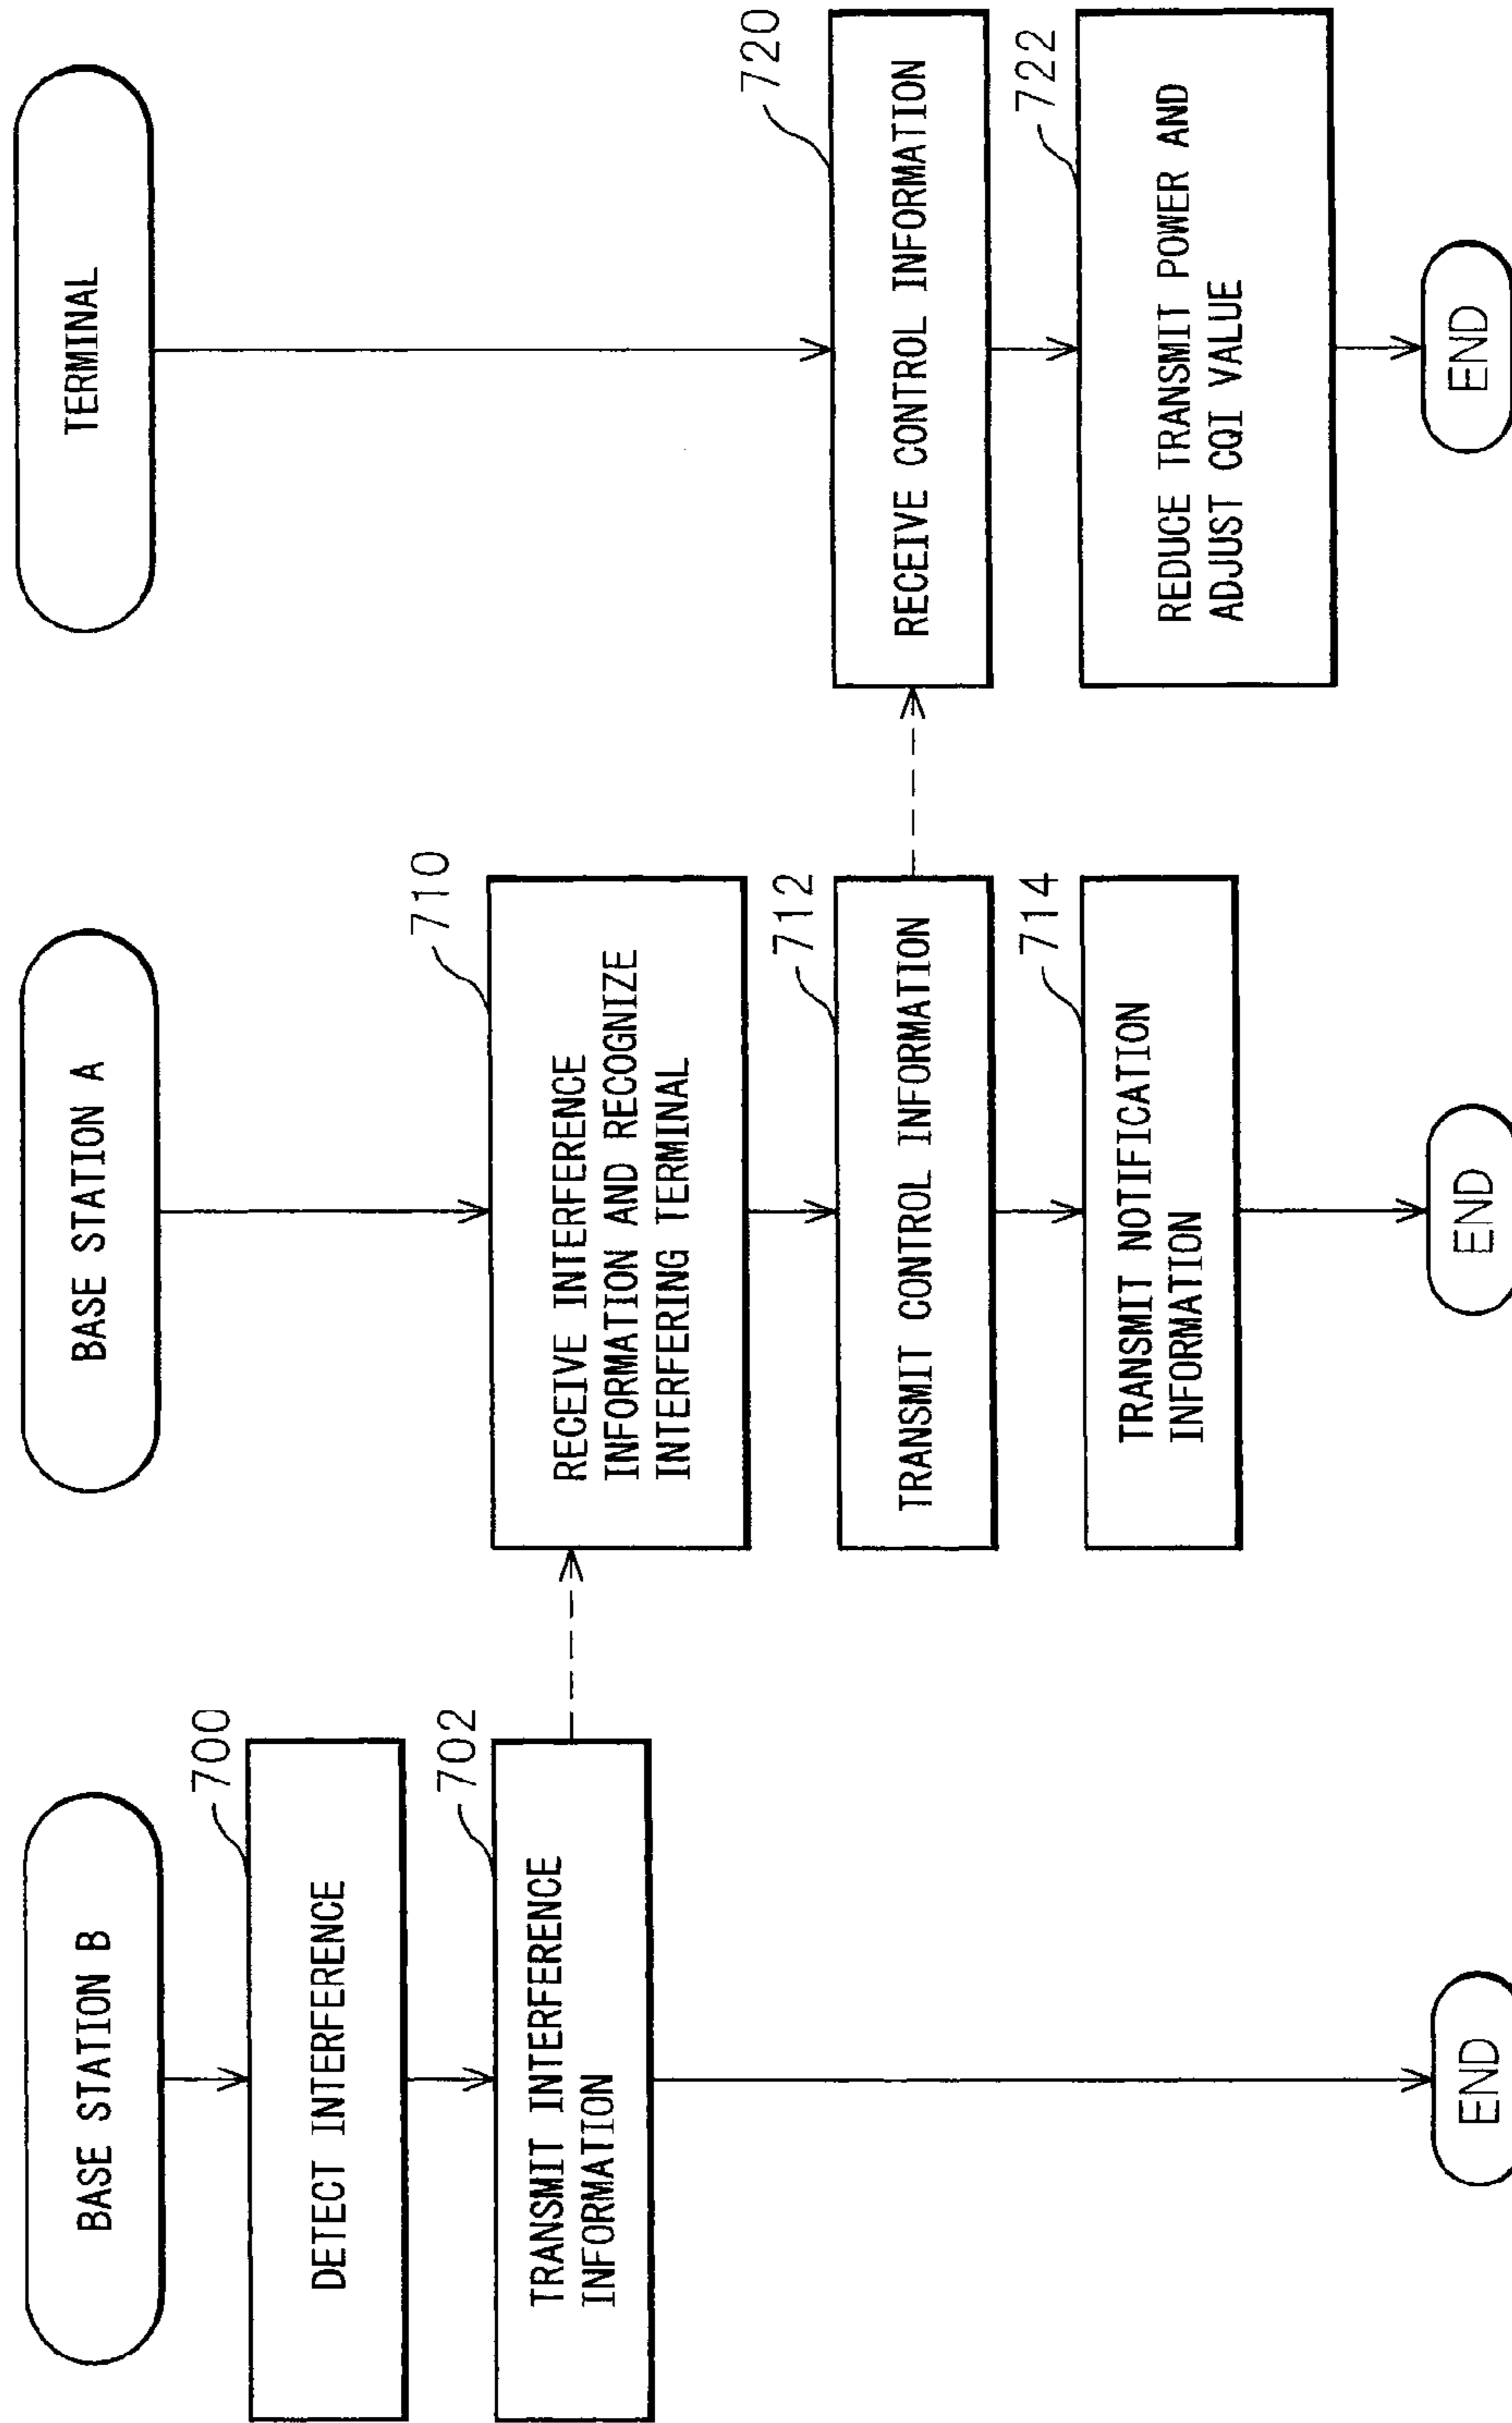 BASE STATION B
700
DETECT INTERFERENCE
702
TRANSMIT INTERFERENCE
INFORMATION
END
BASE STATION A
710
RECEIVE INTERFERENCE
INFORMATION AND RECOGNIZE
INTERFERING TERMINAL
712
TRANSMIT CONTROL INFORMATION
714
TRANSMIT NOTIFICATION
INFORMATION
END
TERMINAL
720
RECEIVE CONTROL INFORMATION
722
REDUCE TRANSMIT POWER AND
ADJUST CQI VALUE
END